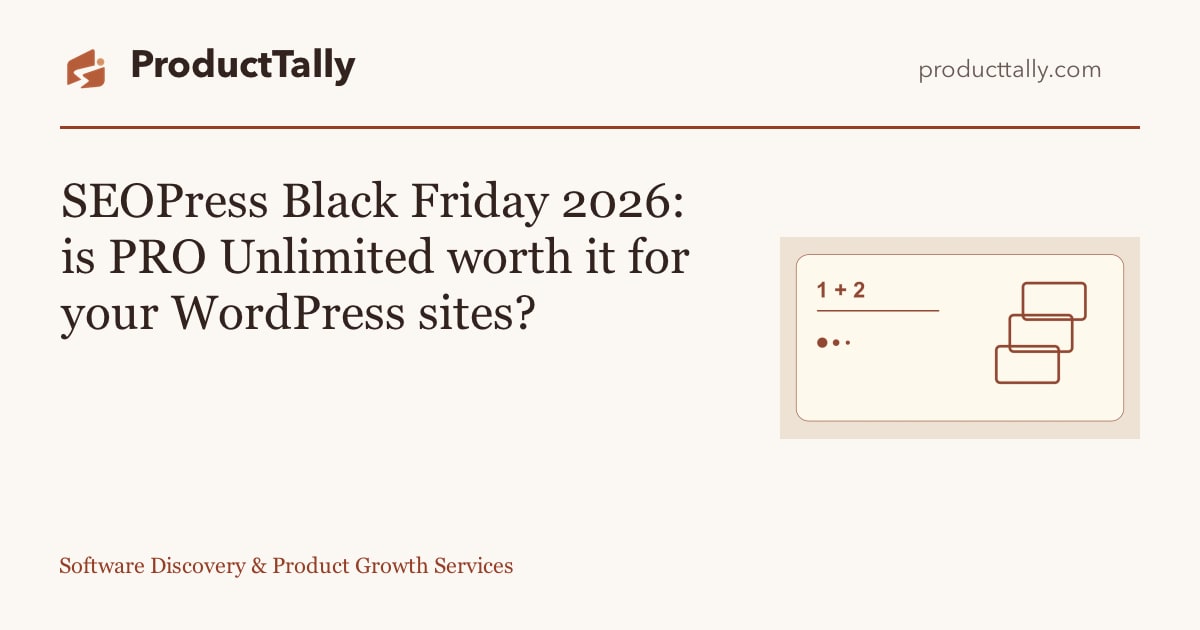 ProductTally
producttally.com
SEOPress Black Friday 2026:
is PRO Unlimited worth it for
your WordPress sites?
1 + 2
Software Discovery & Product Growth Services